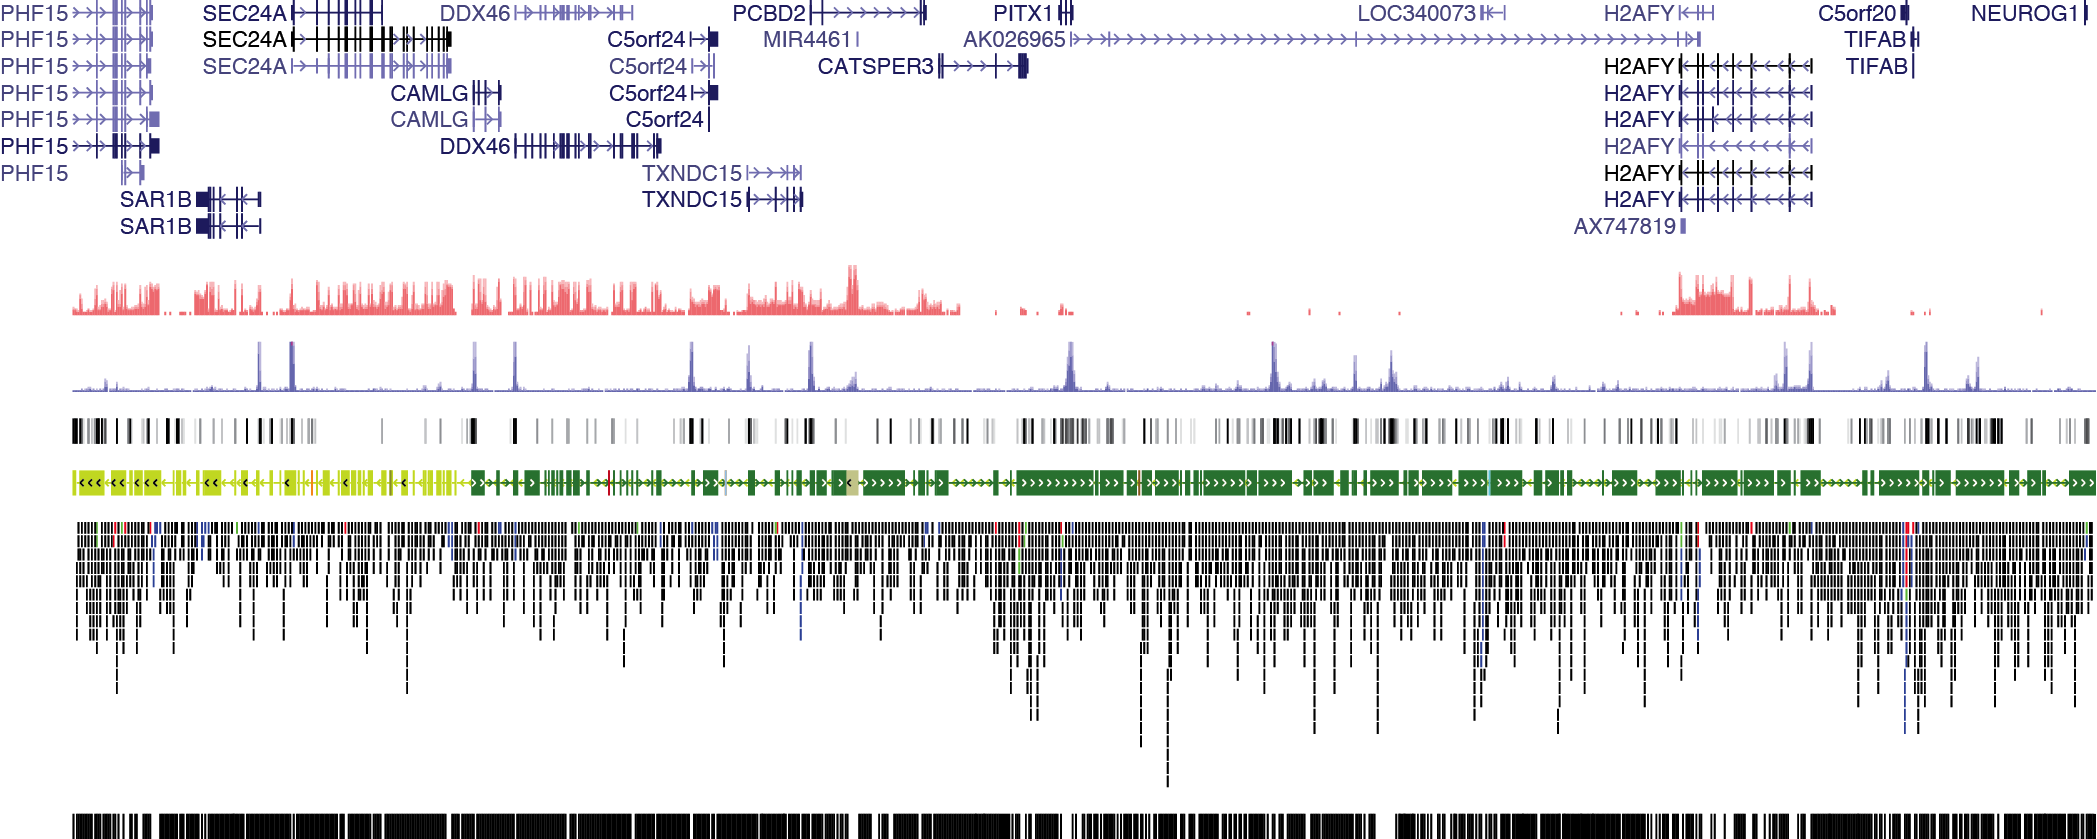 PHF15 SEC24A DDX46 PCBD2 PITX1 LOC340073 H2AFY C5orf20 NEUROG1
PHF15 SEC24A C5orf24 MIR4461 AK026965 TIFAB
PHF15 SEC24A C5orf24 CATSPER3 H2AFY TIFAB
PHF15 CAMLG C5orf24 H2AFY
PHF15 CAMLG C5orf24 H2AFY
PHF15 DDX46 H2AFY
PHF15 TXNDC15 H2AFY
SAR1B TXNDC15 H2AFY
SAR1B AX747819